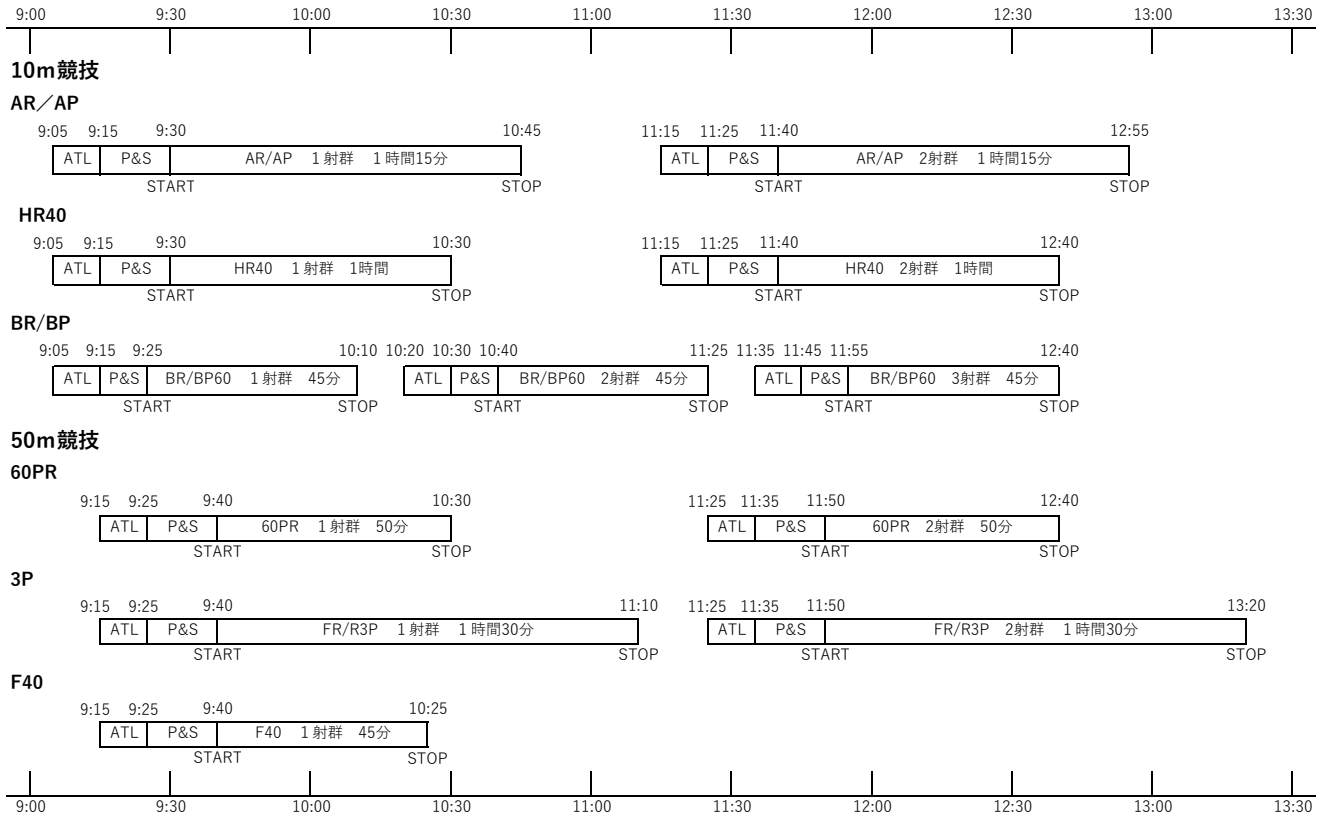 9:00 9:30 10:00 10:30 11:00 11:30 12:00 12:30 13:00 13:30
10m競技
AR／AP
9:05 9:15 9:30 10:45 11:15 11:25 11:40 12:55
ATL P&S AR/AP 1射群 1時間15分 ATL P&S AR/AP 2射群 1時間15分
START STOP START STOP
HR40
9:05 9:15 9:30 10:30 11:15 11:25 11:40 12:40
ATL P&S HR40 1射群 1時間 ATL P&S HR40 2射群 1時間
START STOP START STOP
BR/BP
9:05 9:15 9:25 10:10 10:20 10:30 10:40 11:25 11:35 11:45 11:55 12:40
ATL P&S BR/BP60 1射群 45分 ATL P&S BR/BP60 2射群 45分 ATL P&S BR/BP60 3射群 45分
START STOP START STOP START STOP
50m競技
60PR
9:15 9:25 9:40 10:30 11:25 11:35 11:50 12:40
ATL P&S 60PR 1射群 50分 ATL P&S 60PR 2射群 50分
START STOP START STOP
3P
9:15 9:25 9:40 11:10 11:25 11:35 11:50 13:20
ATL P&S FR/R3P 1射群 1時間30分 ATL P&S FR/R3P 2射群 1時間30分
START STOP START STOP
F40
9:15 9:25 9:40 10:25
ATL P&S F40 1射群 45分
START STOP
9:00 9:30 10:00 10:30 11:00 11:30 12:00 12:30 13:00 13:30